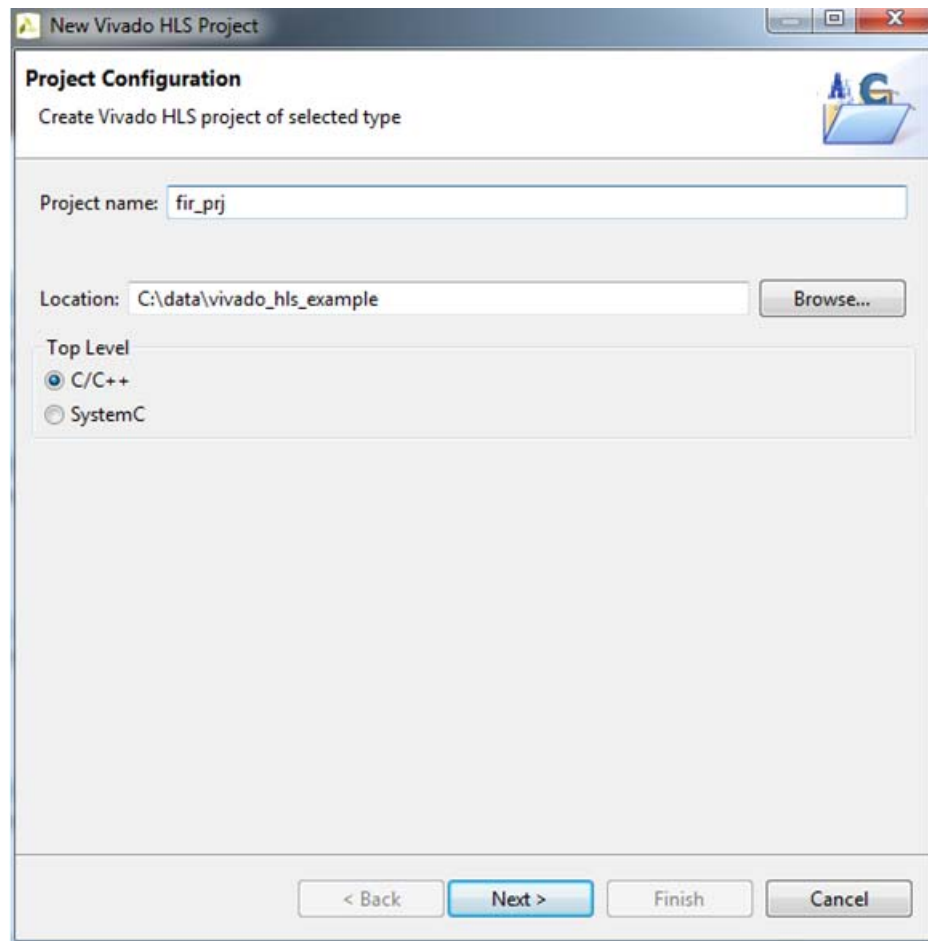 New Vivado HLS Project
Project Configuration
Create Vivado HLS project of selected type
Project name: fir_prj
Location: C:\data\vivado_hls_example Browse...
Top Level
C/C++
SystemC
< Back Next > Finish Cancel